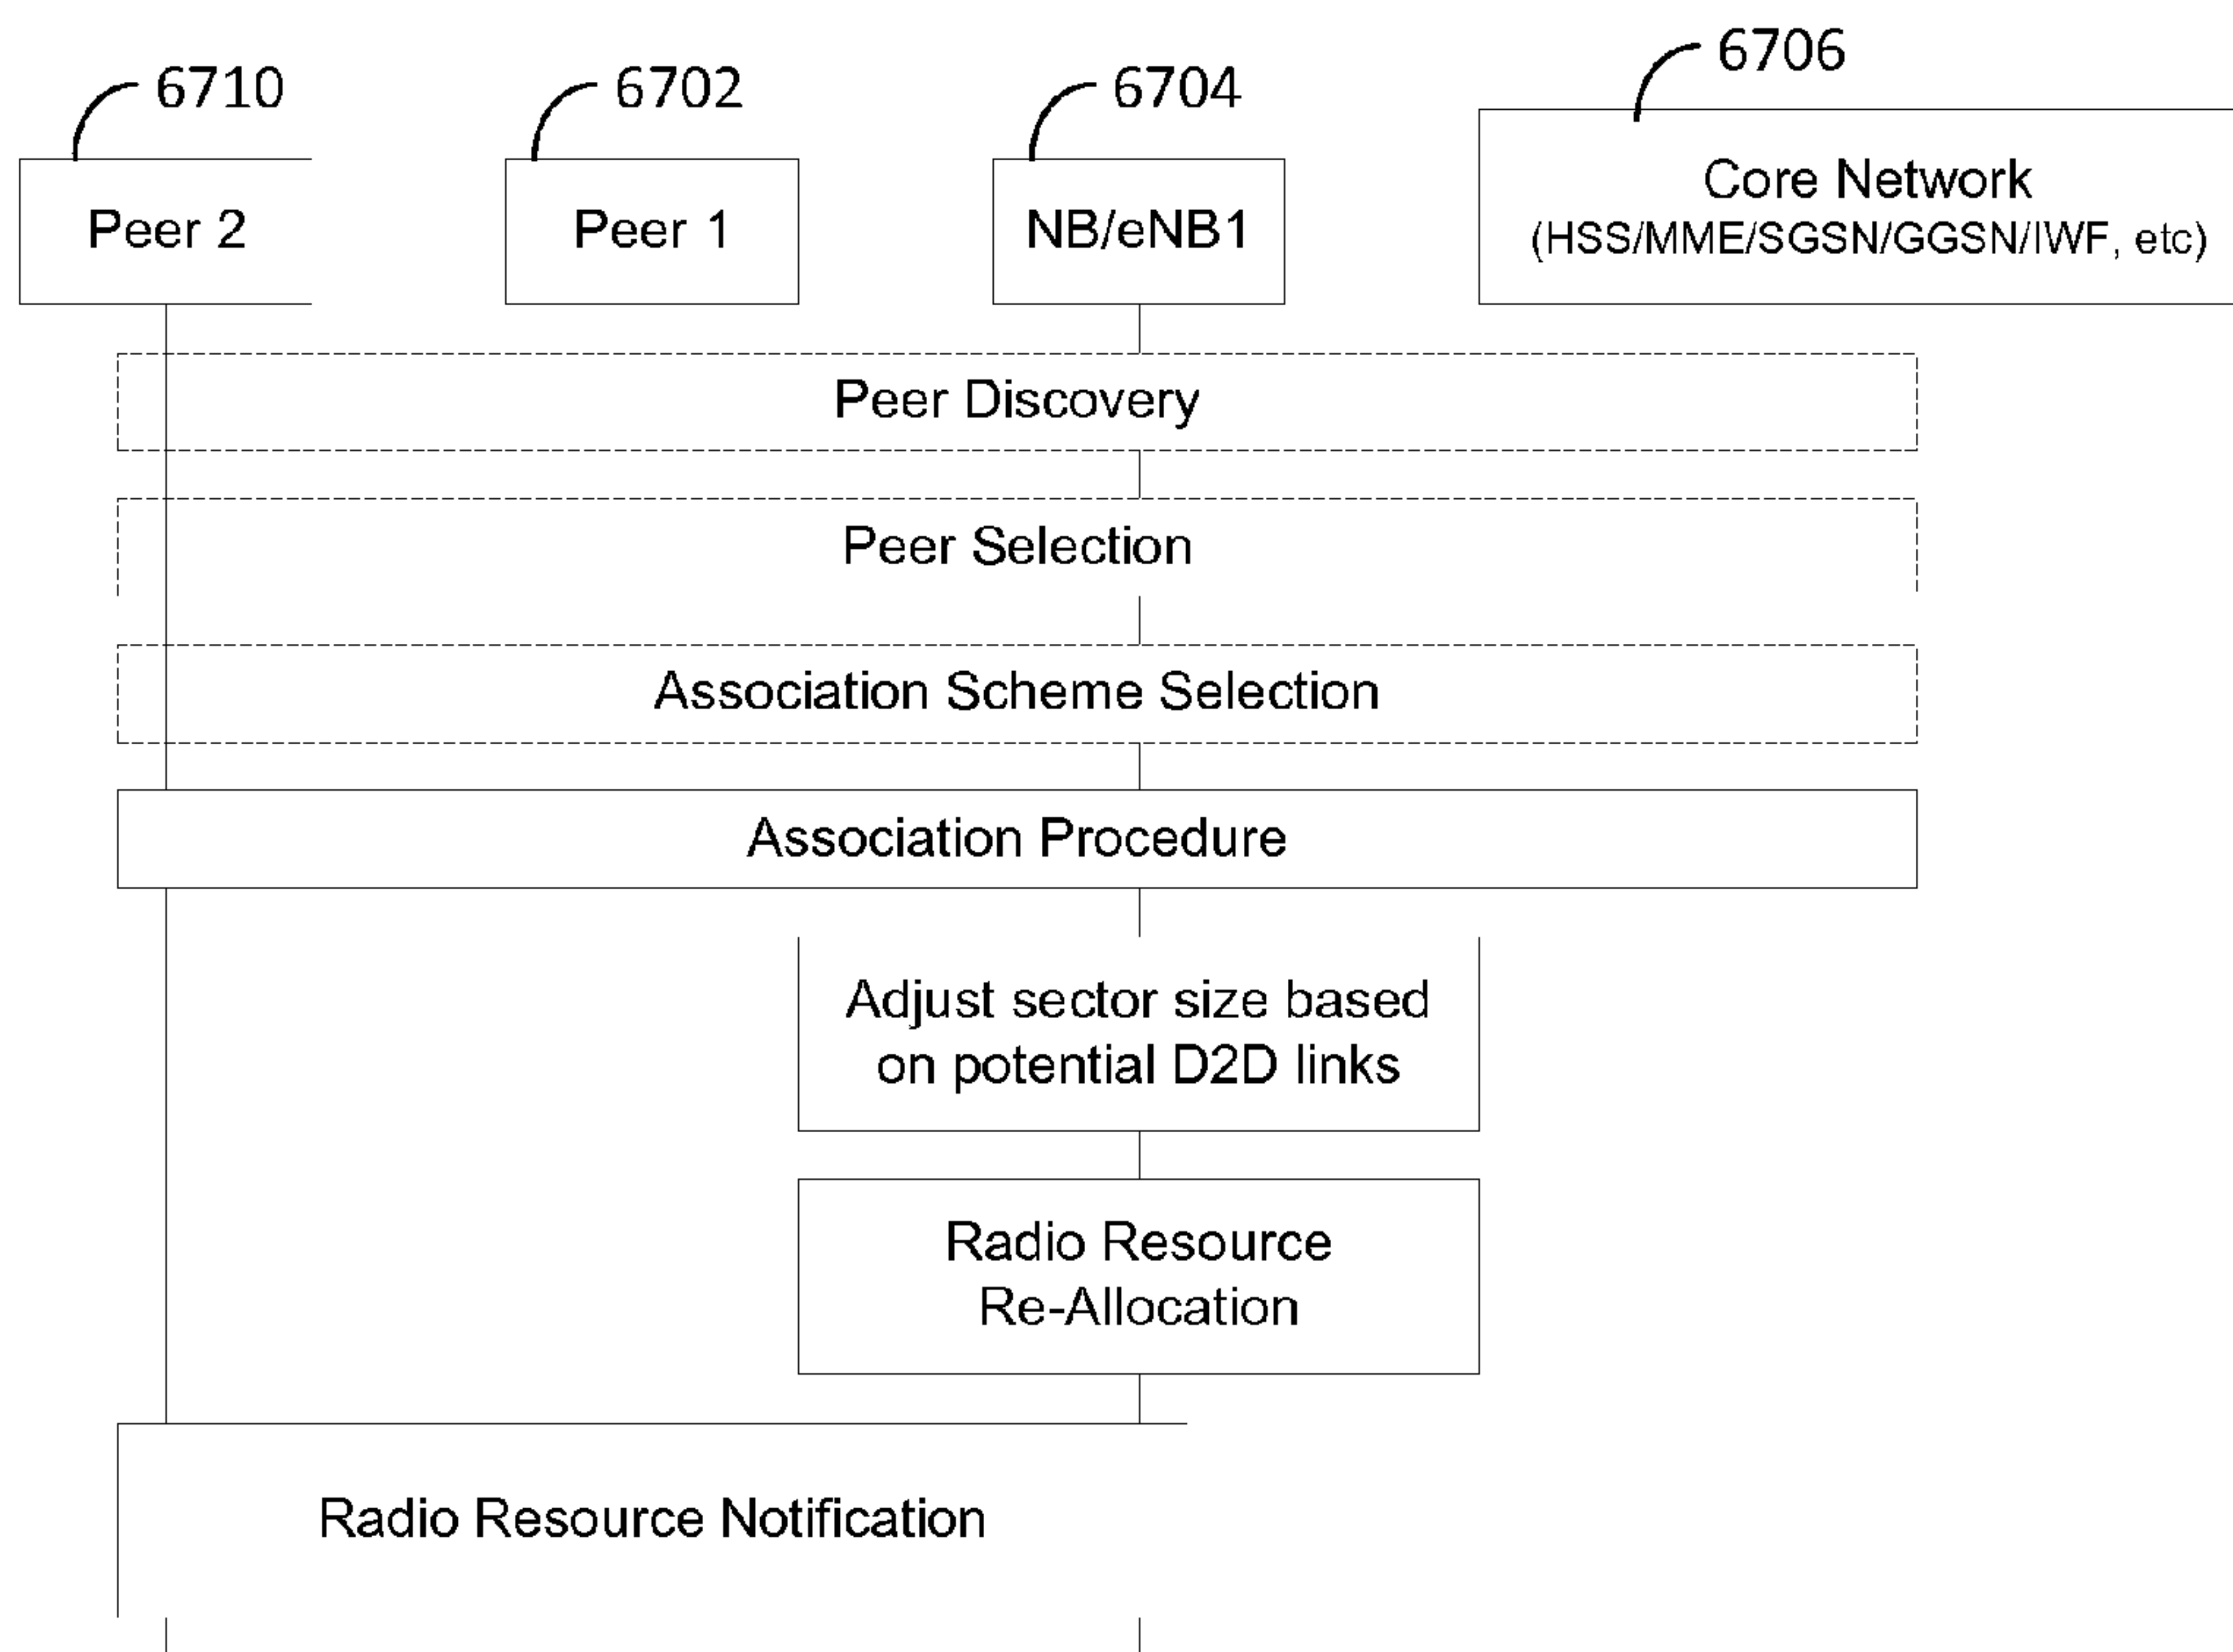 6710
6702
6704
6706
Peer 2
Peer 1
NB/eNB1
Core Network
(HSS/MME/SGSN/GGSN/IWF, etc)
Peer Discovery
Peer Selection
Association Scheme Selection
Association Procedure
Adjust sector size based
on potential D2D links
Radio Resource
Re-Allocation
Radio Resource Notification